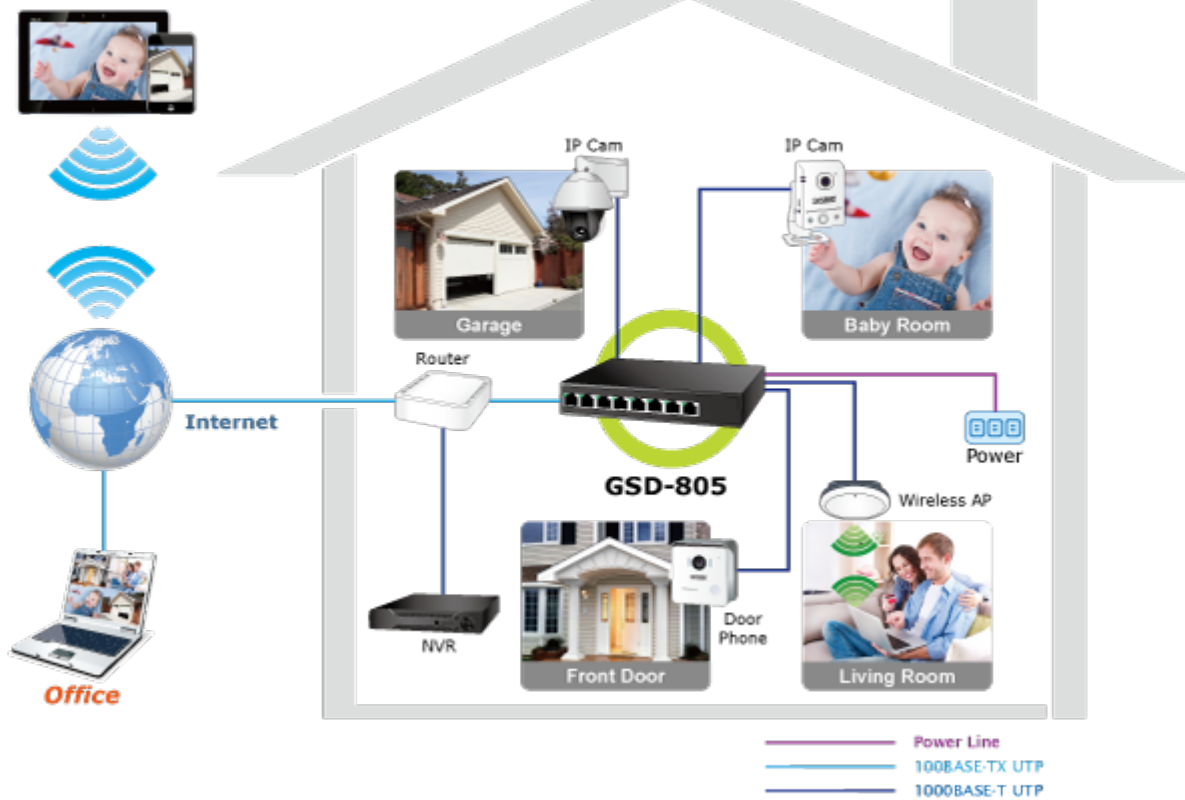 IP Cam
IP Cam
Garage
Baby Room
Router
Internet
GSD-805
Power
Wireless AP
Door
Phone
NVR
Front Door
Living Room
Office
Power Line
100BASE-TX UTP
1000BASE-T UTP